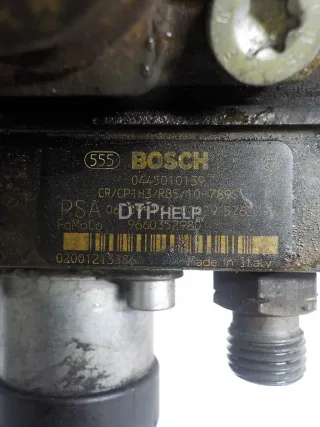 555 BOSCH
0445010139
CR/CP1H3/R85/10-789S
PSA
DTPHELP
FoMoCo 9660352980
0200121338
Made in Italy